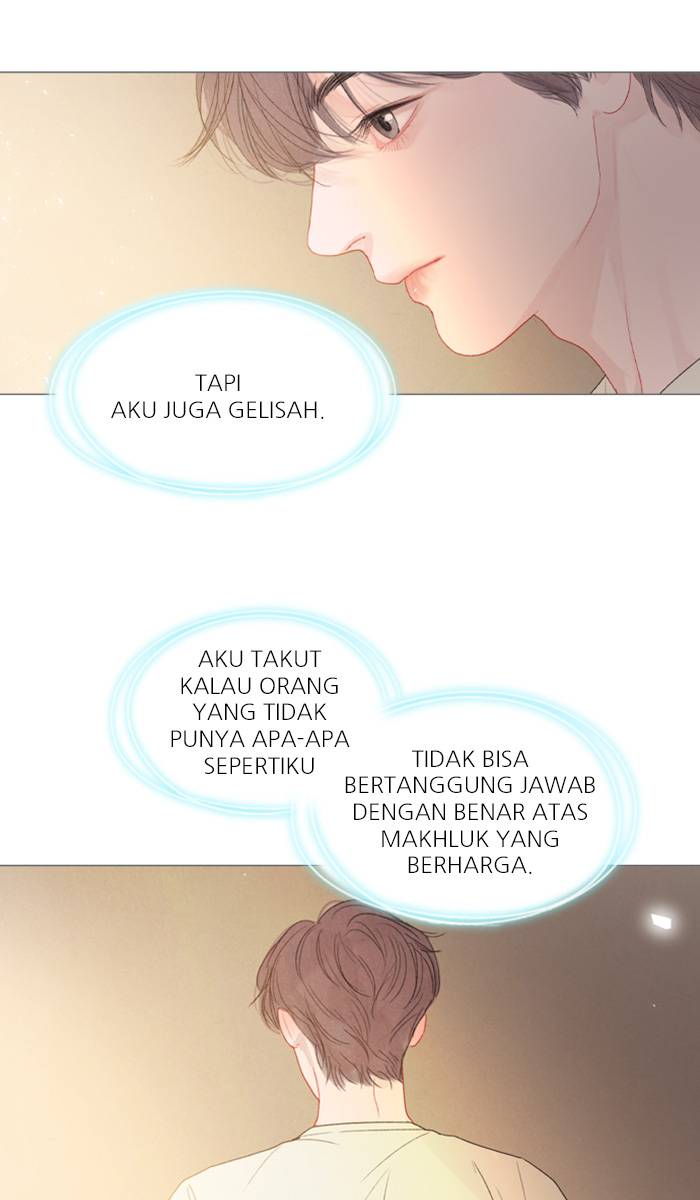 TAPI
AKU JUGA GELISAH.
AKU TAKUT
KALAU ORANG
YANG TIDAK
PUNYA APA-APA
SEPERTIKU
TIDAK BISA
BERTANGGUNG JAWAB
DENGAN BENAR ATAS
MAKHLUK YANG
BERHARGA.